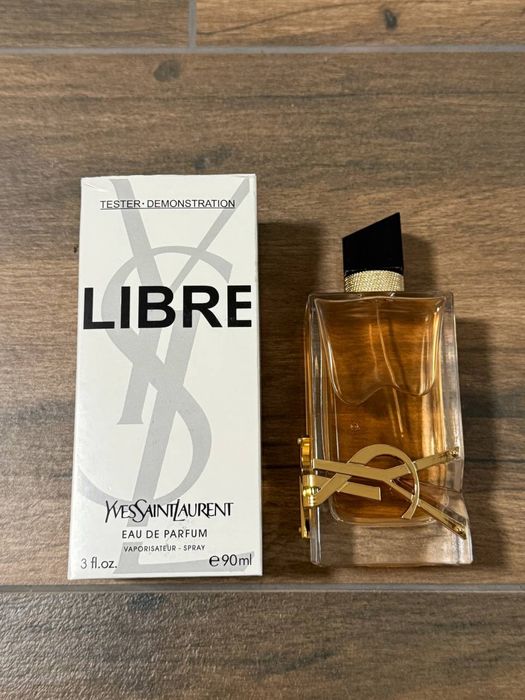 TESTER · DEMONSTRATION
LIBRE
YVESSAINTLAURENT
EAU DE PARFUM
VAPORISATEUR - SPRAY
3 fl.oz. ℮90ml